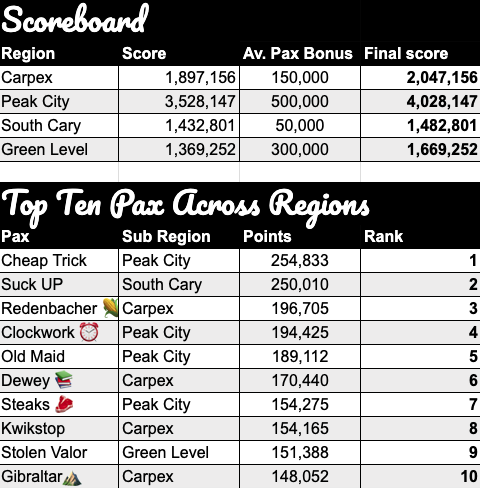 Scoreboard
Region Score Av. Pax Bonus Final score
Carpex 1,897,156 150,000 2,047,156
Peak City 3,528,147 500,000 4,028,147
South Cary 1,432,801 50,000 1,482,801
Green Level 1,369,252 300,000 1,669,252
Top Ten Pax Across Regions
Pax Sub Region Points Rank
Cheap Trick Peak City 254,833 1
Suck UP South Cary 250,010 2
Redenbacher 🌽 Carpex 196,705 3
Clockwork ⏰ Peak City 194,425 4
Old Maid Peak City 189,112 5
Dewey 📚 Carpex 170,440 6
Steaks 🥩 Peak City 154,275 7
Kwikstop Carpex 154,165 8
Stolen Valor Green Level 151,388 9
Gibraltar⛰️ Carpex 148,052 10